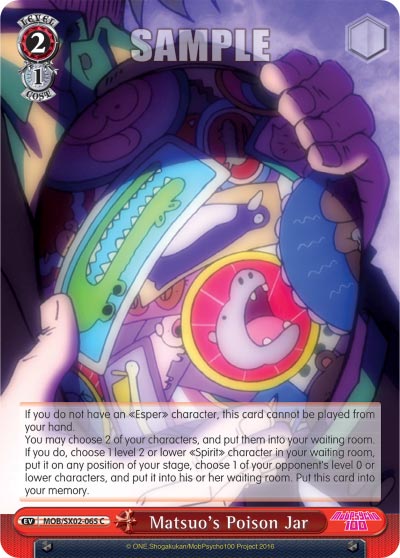 LEVEL
2
1
COST
SAMPLE
If you do not have an «Esper» character, this card cannot be played from
your hand.
You may choose 2 of your characters, and put them into your waiting room.
If you do, choose 1 level 2 or lower «Spirit» character in your waiting room,
put it on any position of your stage, choose 1 of your opponent's level 0 or
lower characters, and put it into his or her waiting room. Put this card into
your memory.
EV MOB/SX02-065 C Matsuo's Poison Jar MobPsycho 100
© ONE,Shogakukan/MobPsycho100 Project 2016